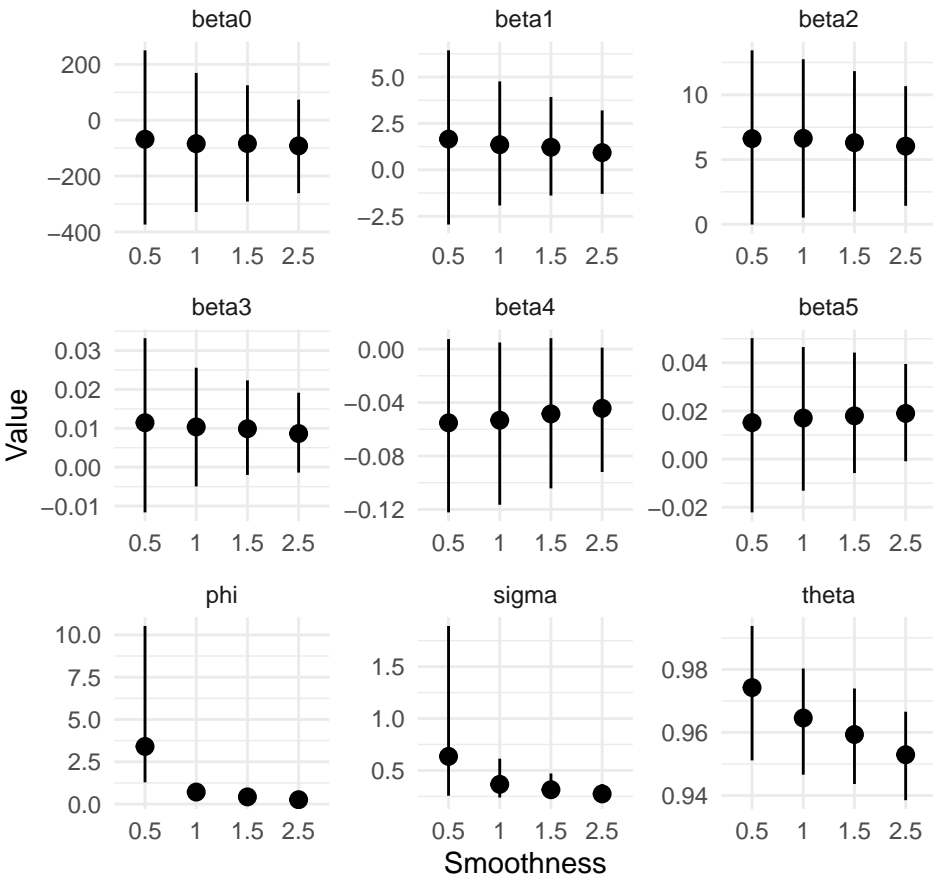 beta0 beta1 beta2
200 5.0 10
0 2.5 5
−200 0.0 0
−400 −2.5
0.5 1 1.5 2.5 0.5 1 1.5 2.5 0.5 1 1.5 2.5
beta3 beta4 beta5
0.03 0.00 0.04
0.02 −0.04 0.02
0.01 −0.08 0.00
0.00 −0.12 −0.02
−0.01
0.5 1 1.5 2.5 0.5 1 1.5 2.5 0.5 1 1.5 2.5
Value
phi sigma theta
10.0 1.5 0.98
7.5 1.0 0.96
5.0 0.5 0.94
2.5
0.0
0.5 1 1.5 2.5 0.5 1 1.5 2.5 0.5 1 1.5 2.5
Smoothness